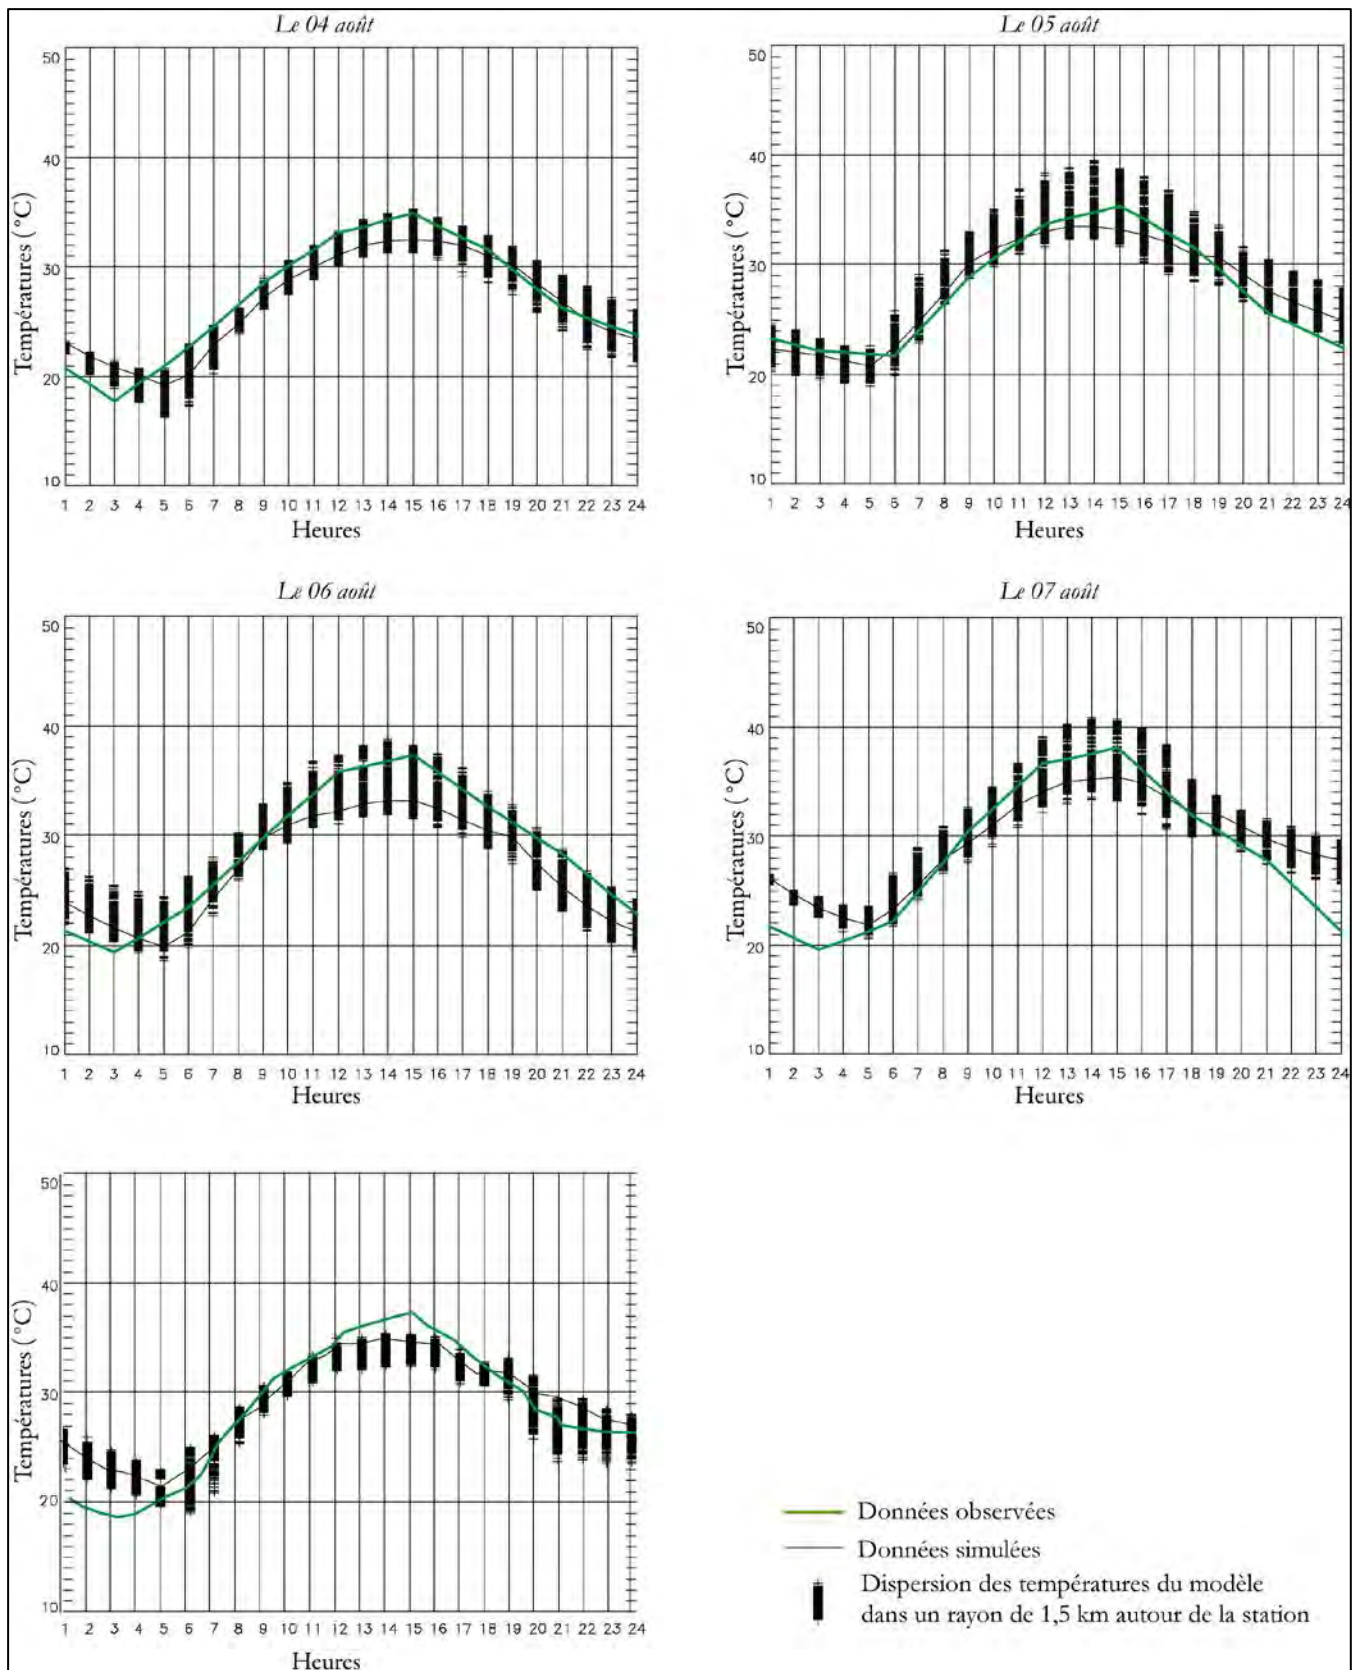 Le 04 août
50
40
30
20
10
Températures (°C)
1 2 3 4 5 6 7 8 9 10 11 12 13 14 15 16 17 18 19 20 21 22 23 24
Heures
Le 05 août
50
40
30
20
10
Températures (°C)
1 2 3 4 5 6 7 8 9 10 11 12 13 14 15 16 17 18 19 20 21 22 23 24
Heures
Le 06 août
50
40
30
20
10
Températures (°C)
1 2 3 4 5 6 7 8 9 10 11 12 13 14 15 16 17 18 19 20 21 22 23 24
Heures
Le 07 août
50
40
30
20
10
Températures (°C)
1 2 3 4 5 6 7 8 9 10 11 12 13 14 15 16 17 18 19 20 21 22 23 24
Heures
50
40
30
20
10
Températures (°C)
1 2 3 4 5 6 7 8 9 10 11 12 13 14 15 16 17 18 19 20 21 22 23 24
Heures
Données observées
Données simulées
Dispersion des températures du modèle
dans un rayon de 1,5 km autour de la station